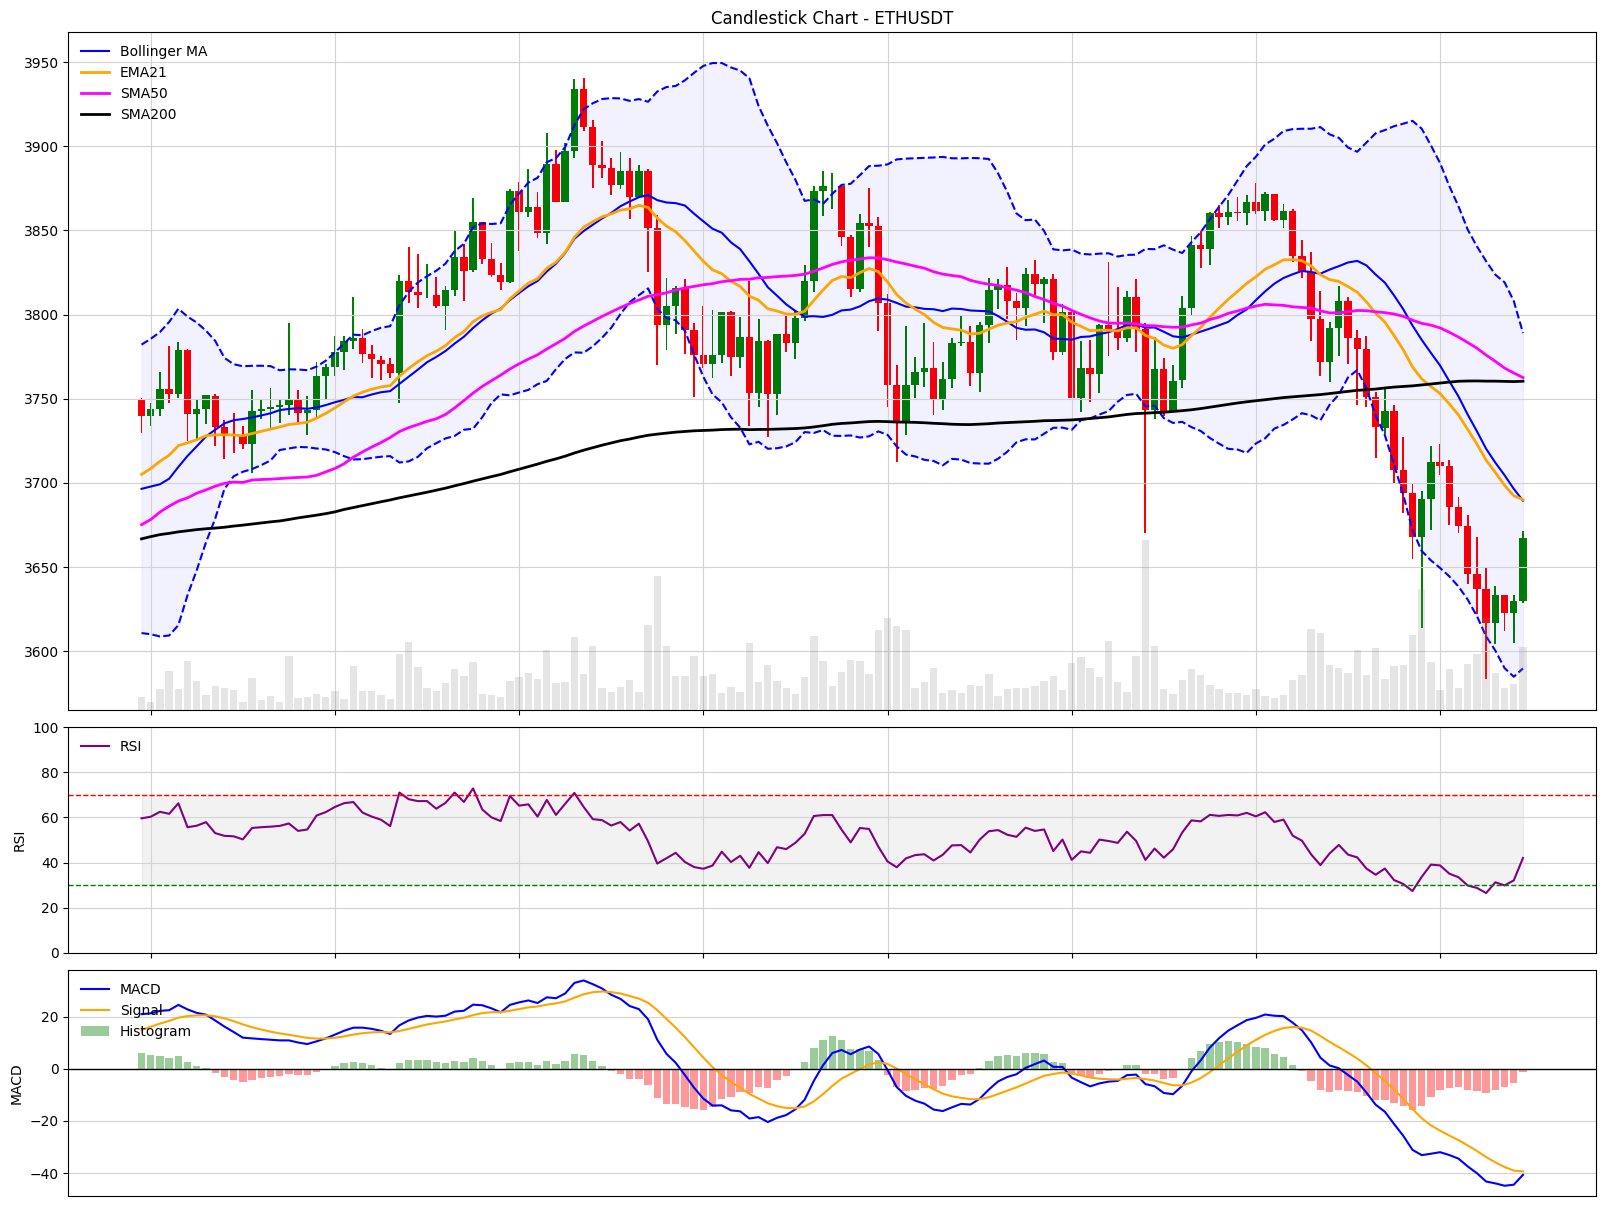 Candlestick Chart - ETHUSDT
Bollinger MA
EMA21
SMA50
SMA200
3950
3900
3850
3800
3750
3700
3650
3600
RSI
100
80
60
40
20
0
RSI
MACD
Signal
Histogram
20
0
−20
−40
MACD